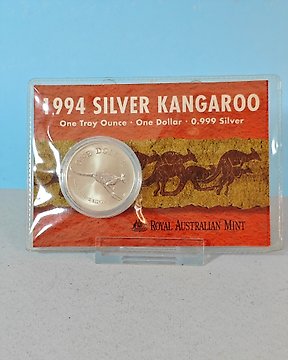 1994 SILVER KANGAROO
One Troy Ounce · One Dollar · 0.999 Silver
ROYAL AUSTRALIAN MINT